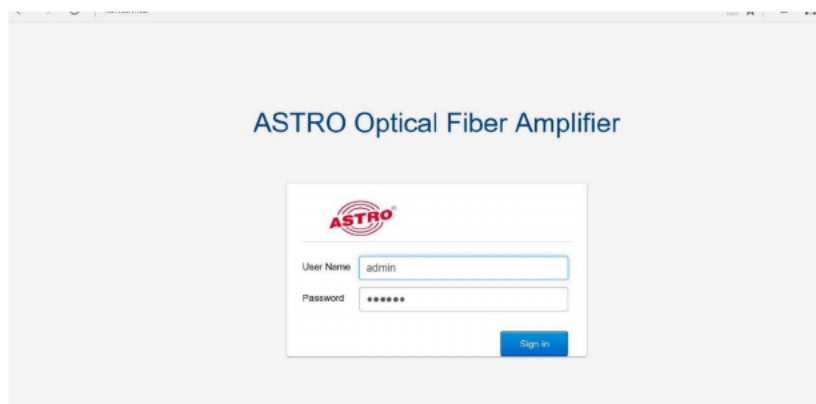 ASTRO Optical Fiber Amplifier
ASTRO®
User Name admin
Password ••••••
Sign in